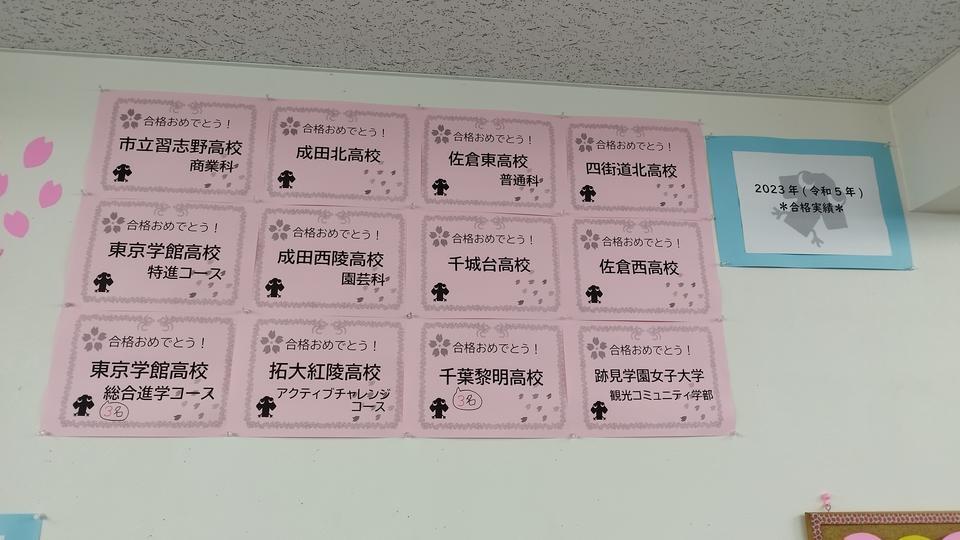 合格おめでとう！
市立習志野高校
商業科
合格おめでとう！
成田北高校
合格おめでとう！
佐倉東高校
普通科
合格おめでとう！
四街道北高校
2023年(令和5年)
＊合格実績＊
合格おめでとう！
東京学館高校
特進コース
合格おめでとう！
成田西陵高校
園芸科
合格おめでとう！
千城台高校
合格おめでとう！
佐倉西高校
合格おめでとう！
東京学館高校
総合進学コース
3名
合格おめでとう！
拓大紅陵高校
アクティブチャレンジ
コース
合格おめでとう！
千葉黎明高校
3名
合格おめでとう！
跡見学園女子大学
観光コミュニティ学部